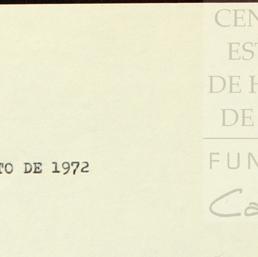 TO DE 1972
CEN
EST
DE H
DE
FUN
Ca